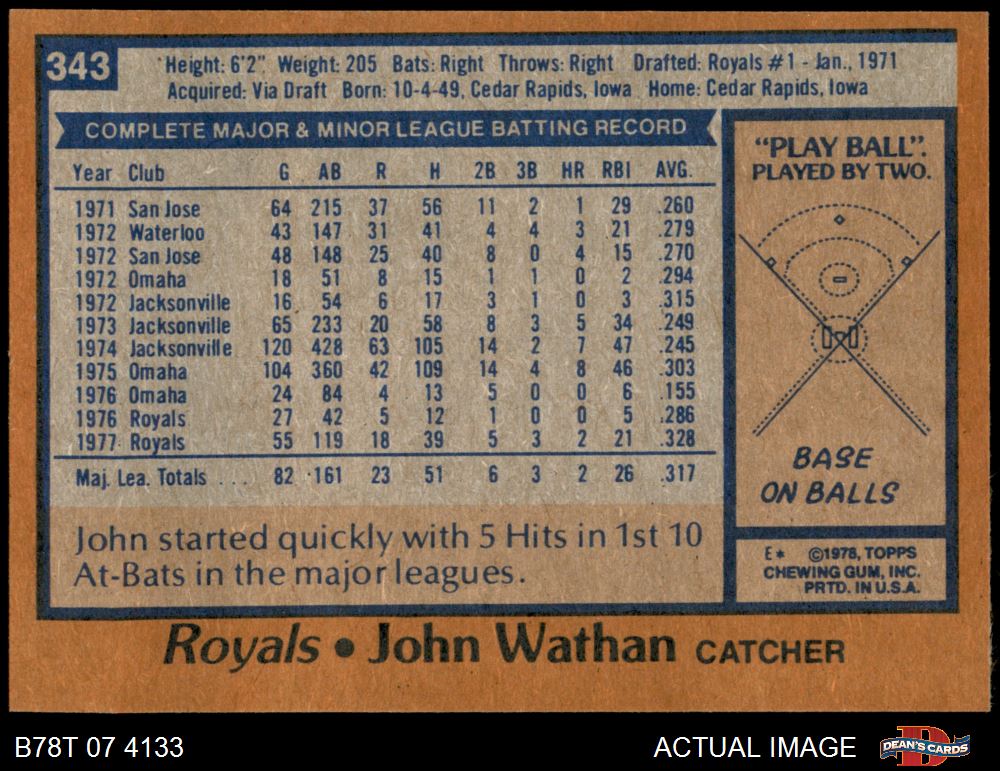 343
Height: 6'2" Weight: 205 Bats: Right Throws: Right Drafted: Royals #1 - Jan., 1971
Acquired: Via Draft Born: 10-4-49, Cedar Rapids, Iowa Home: Cedar Rapids, Iowa
COMPLETE MAJOR & MINOR LEAGUE BATTING RECORD
Year Club G AB R H 2B 3B HR RBI AVG.
1971 San Jose 64 215 37 56 11 2 1 29 .260
1972 Waterloo 43 147 31 41 4 4 3 21 .279
1972 San Jose 48 148 25 40 8 0 4 15 .270
1972 Omaha 18 51 8 15 1 1 0 2 .294
1972 Jacksonville 16 54 6 17 3 1 0 3 .315
1973 Jacksonville 65 233 20 58 8 3 5 34 .249
1974 Jacksonville 120 428 63 105 14 2 7 47 .245
1975 Omaha 104 360 42 109 14 4 8 46 .303
1976 Omaha 24 84 4 13 5 0 0 6 .155
1976 Royals 27 42 5 12 1 0 0 5 .286
1977 Royals 55 119 18 39 5 3 2 21 .328
Maj. Lea. Totals ... 82 161 23 51 6 3 2 26 .317
John started quickly with 5 Hits in 1st 10
At-Bats in the major leagues.
"PLAY BALL".
PLAYED BY TWO.
BASE
ON BALLS
E* ©1978, TOPPS
CHEWING GUM, INC.
PRTD. IN U.S.A.
Royals • John Wathan CATCHER
B78T 07 4133
ACTUAL IMAGE
D
DEAN'S CARDS